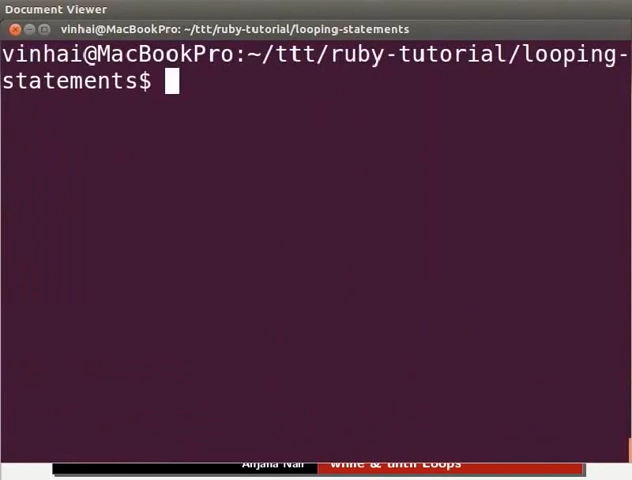 Document Viewer
vinhai@MacBookPro: ~/ttt/ruby-tutorial/looping-statements
vinhai@MacBookPro:~/ttt/ruby-tutorial/looping-
statements$
Anjana Nair while & until Loops